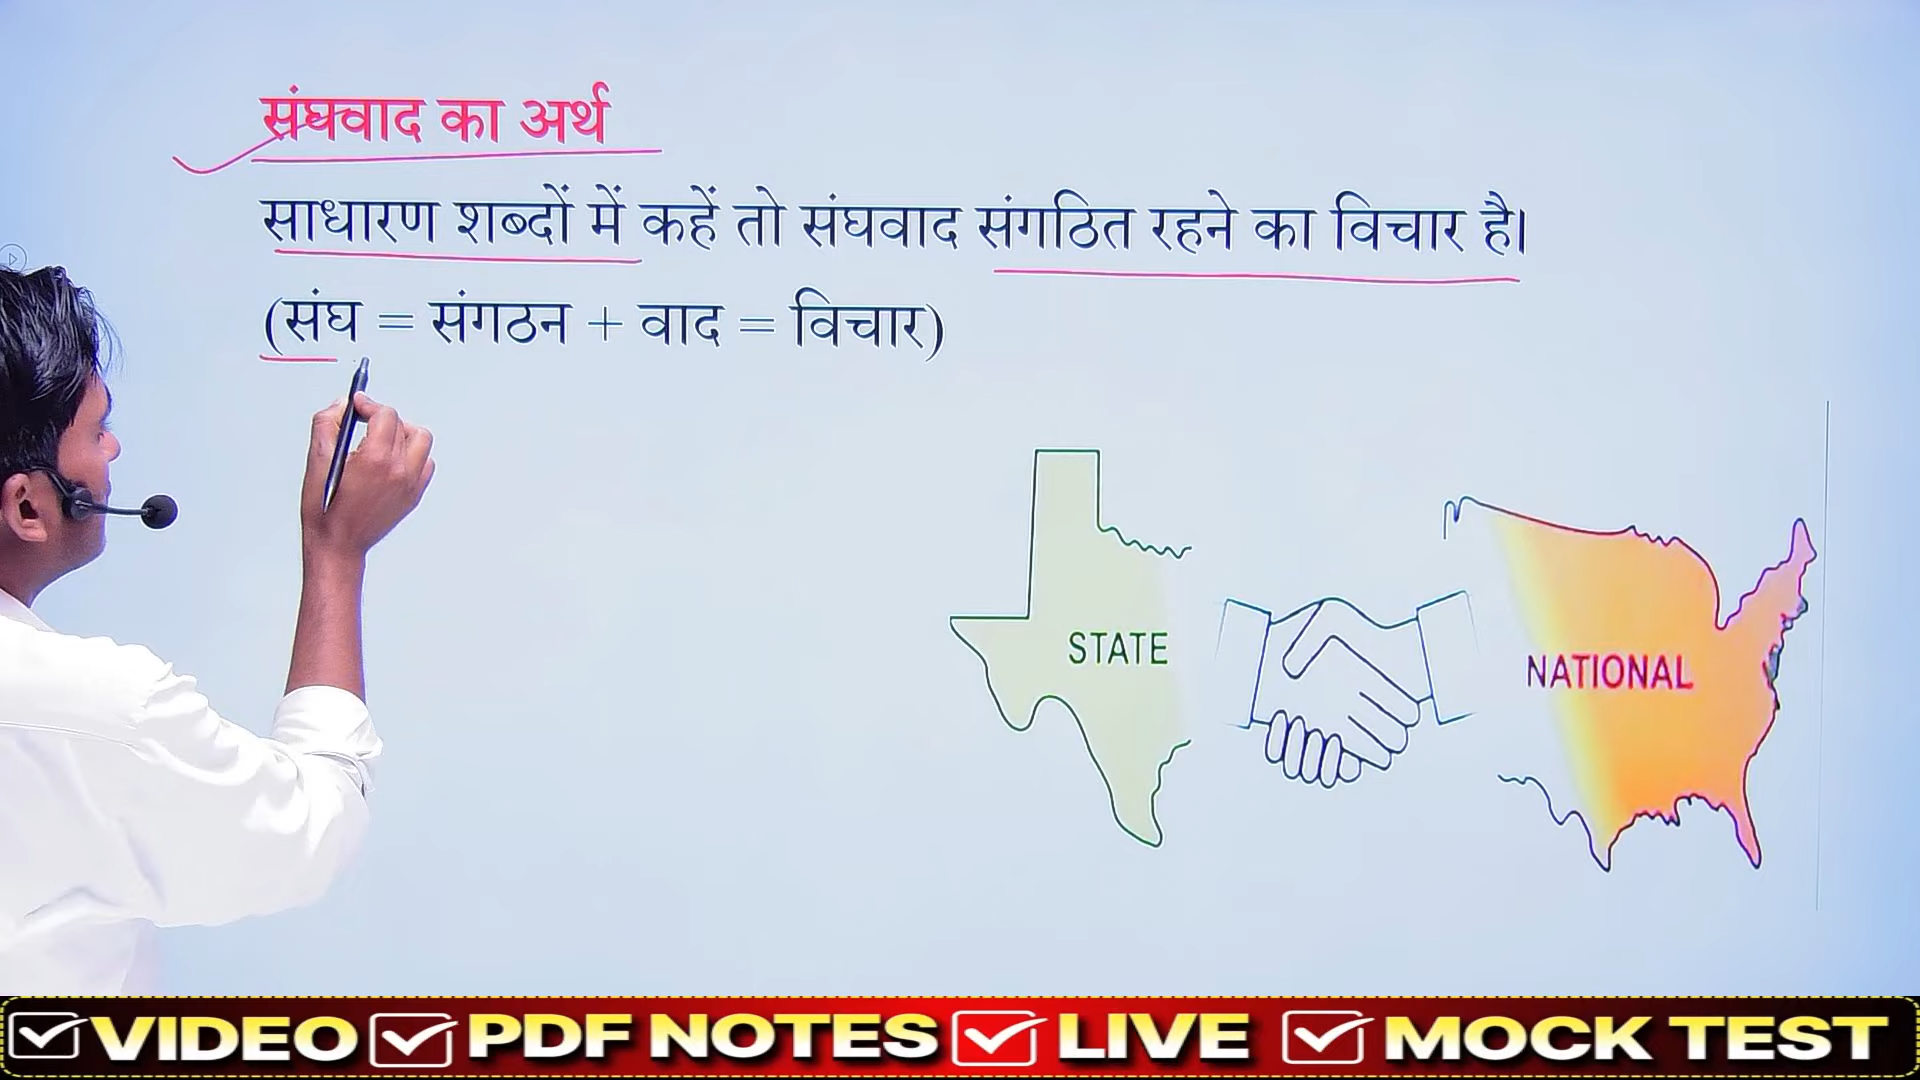 संघवाद का अर्थ
साधारण शब्दों में कहें तो संघवाद संगठित रहने का विचार है।
(संघ = संगठन + वाद = विचार)
STATE
NATIONAL
VIDEO PDF NOTES LIVE MOCK TEST